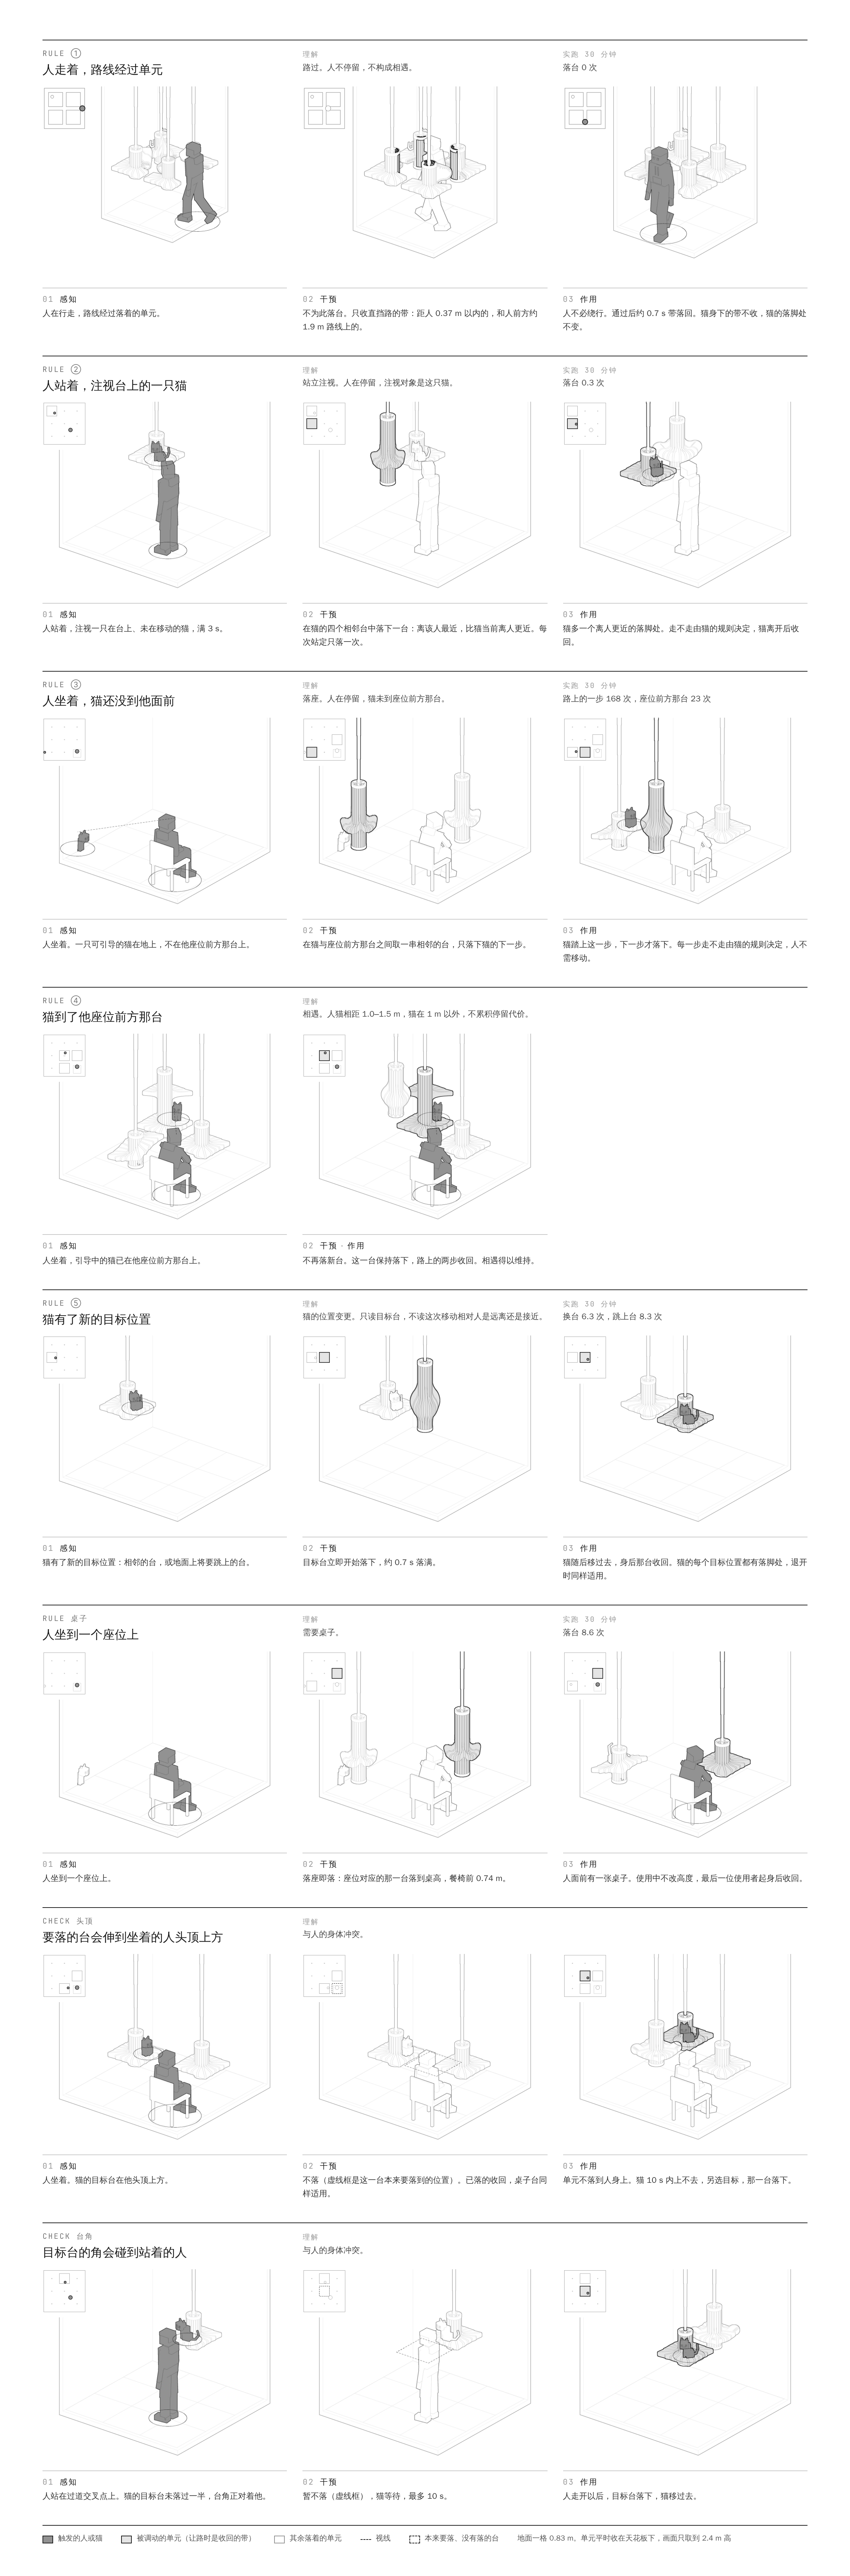 RULE ①
人走着，路线经过单元
理解
路过。人不停留，不构成相遇。
实跑 30 分钟
落台 0 次
01 感知
人在行走，路线经过落着的单元。
02 干预
不为此落台。只收直挡路的带：距人 0.37 m 以内的，和人前方约
1.9 m 路线上的。
03 作用
人不必绕行。通过后约 0.7 s 带落回。猫身下的带不收，猫的落脚处
不变。
RULE ②
人站着，注视台上的一只猫
理解
站立注视。人在停留，注视对象是这只猫。
实跑 30 分钟
落台 0.3 次
01 感知
人站着，注视一只在台上、未在移动的猫，满 3 s。
02 干预
在猫的四个相邻台中落下一台：离该人最近，比猫当前离人更近。每
次站定只落一次。
03 作用
猫多一个离人更近的落脚处。走不走由猫的规则决定，猫离开后收
回。
RULE ③
人坐着，猫还没到他面前
理解
落座。人在停留，猫未到座位前方那台。
实跑 30 分钟
路上的一步 168 次，座位前方那台 23 次
01 感知
人坐着。一只可引导的猫在地上，不在他座位前方那台上。
02 干预
在猫与座位前方那台之间取一串相邻的台，只落下猫的下一步。
03 作用
猫踏上这一步，下一步才落下。每一步走不走由猫的规则决定，人不
需移动。
RULE ④
猫到了他座位前方那台
理解
相遇。人猫相距 1.0–1.5 m，猫在 1 m 以外，不累积停留代价。
01 感知
人坐着，引导中的猫已在他座位前方那台上。
02 干预 · 作用
不再落新台。这一台保持落下，路上的两步收回。相遇得以维持。
RULE ⑤
猫有了新的目标位置
理解
猫的位置变更。只读目标台，不读这次移动相对人是远离还是接近。
实跑 30 分钟
换台 6.3 次，跳上台 8.3 次
01 感知
猫有了新的目标位置：相邻的台，或地面上将要跳上的台。
02 干预
目标台立即开始落下，约 0.7 s 落满。
03 作用
猫随后移过去，身后那台收回。猫的每个目标位置都有落脚处，退开
时同样适用。
RULE 桌子
人坐到一个座位上
理解
需要桌子。
实跑 30 分钟
落台 8.6 次
01 感知
人坐到一个座位上。
02 干预
落座即落：座位对应的那一台落到桌高，餐椅前 0.74 m。
03 作用
人面前有一张桌子。使用中不改高度，最后一位使用者起身后收回。
CHECK 头顶
要落的台会伸到坐着的人头顶上方
理解
与人的身体冲突。
01 感知
人坐着。猫的目标台在他头顶上方。
02 干预
不落（虚线框是这一台本来要落到的位置）。已落的收回，桌子台同
样适用。
03 作用
单元不落到人身上。猫 10 s 内上不去，另选目标，那一台落下。
CHECK 台角
目标台的角会碰到站着的人
理解
与人的身体冲突。
01 感知
人站在过道交叉点上。猫的目标台未落过一半，台角正对着他。
02 干预
暂不落（虚线框），猫等待，最多 10 s。
03 作用
人走开以后，目标台落下，猫移过去。
触发的人或猫 被调动的单元（让路时是收回的带） 其余落着的单元 视线 本来要落、没有落的台 地面一格 0.83 m。单元平时收在天花板下，画面只取到 2.4 m 高